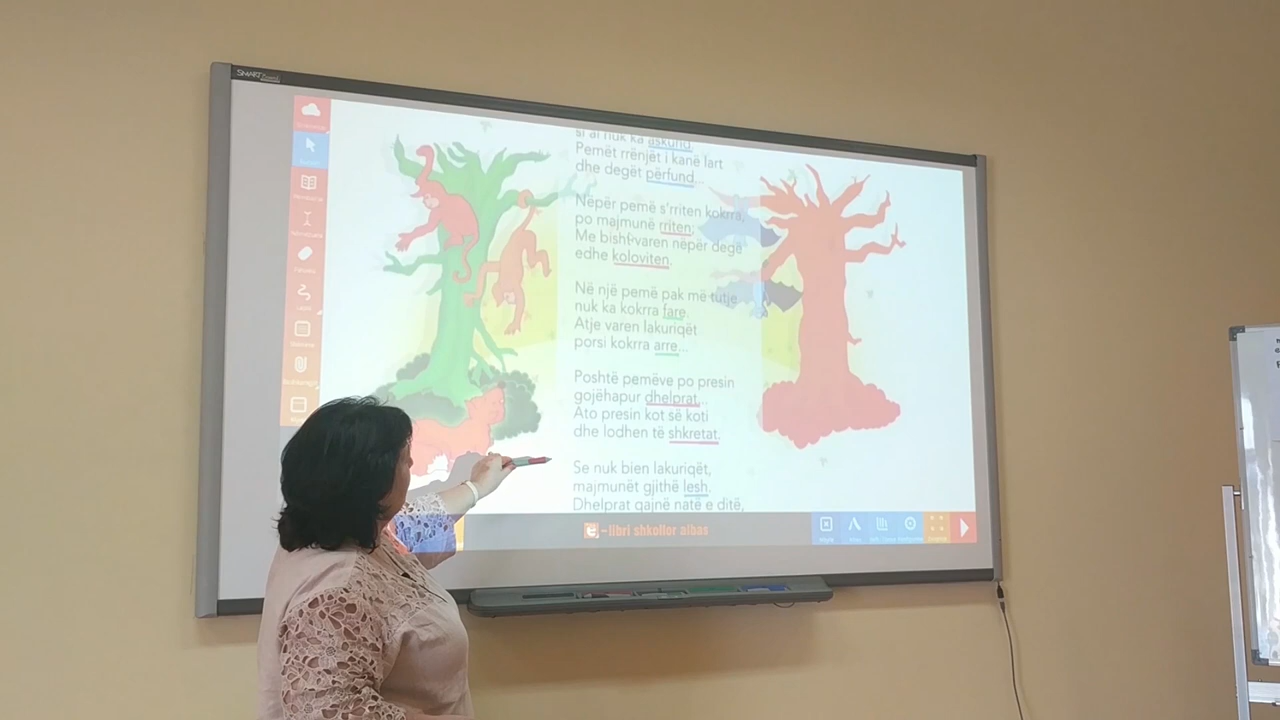 SMART Board
si ai nuk ka askund.
Pemët rrënjët i kanë lart
dhe degët përfund...
Nëpër pemë s'rriten kokrra,
po majmunë rriten;
Me bisht varen nëpër degë
edhe koloviten.
Në një pemë pak më tutje
nuk ka kokrra fare.
Atje varen lakuriqët
porsi kokrra arre...
Poshtë pemëve po presin
gojëhapur dhelprat...
Ato presin kot së koti
dhe lodhen të shkretat.
Se nuk bien lakuriqët,
majmunët gjithë lesh.
Dhelprat qajnë natë e ditë,
e-libri shkollor albas